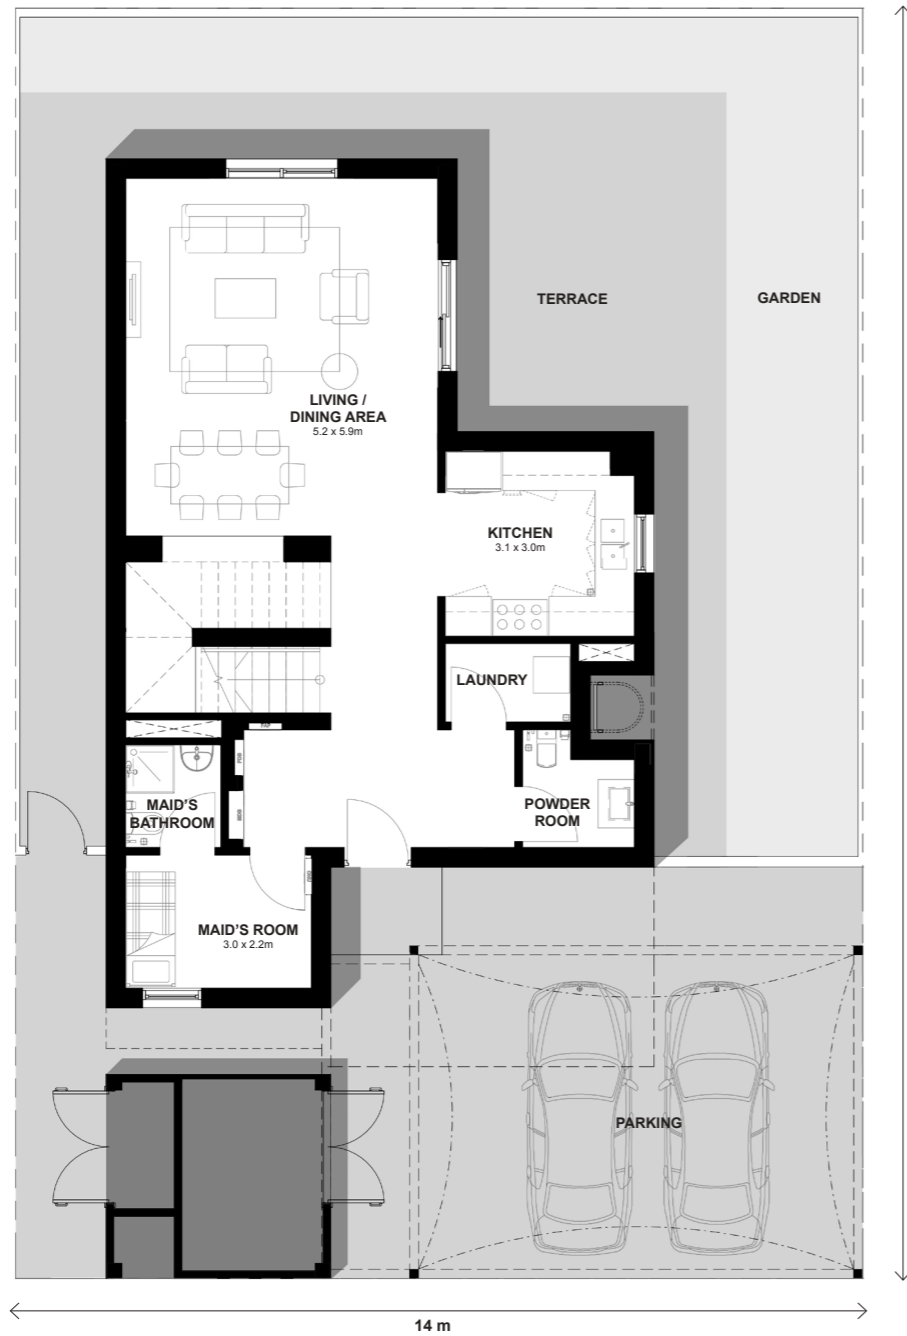 TERRACE
GARDEN
LIVING /
DINING AREA
5.2 x 5.9m
KITCHEN
3.1 x 3.0m
LAUNDRY
MAID'S
BATHROOM
POWDER
ROOM
MAID'S ROOM
3.0 x 2.2m
PARKING
14 m